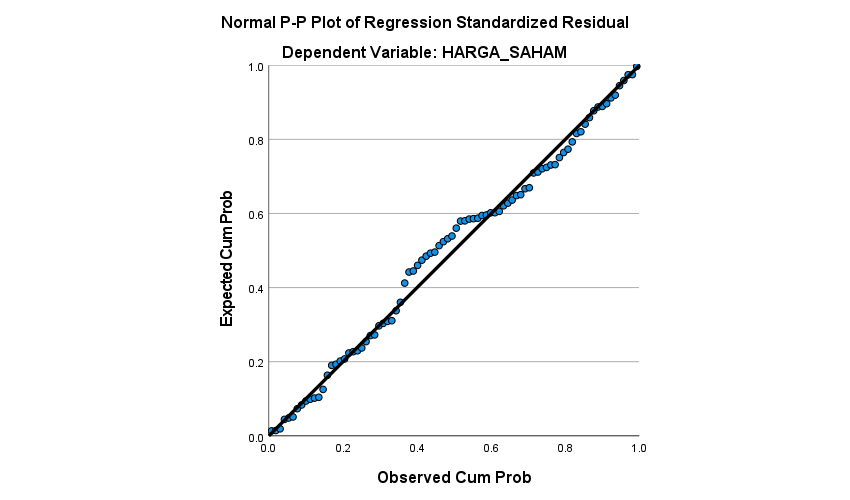 Normal P-P Plot of Regression Standardized Residual
Dependent Variable: HARGA_SAHAM
1.0
0.8
0.6
0.4
0.2
0.0
Expected Cum Prob
0.0 0.2 0.4 0.6 0.8 1.0
Observed Cum Prob